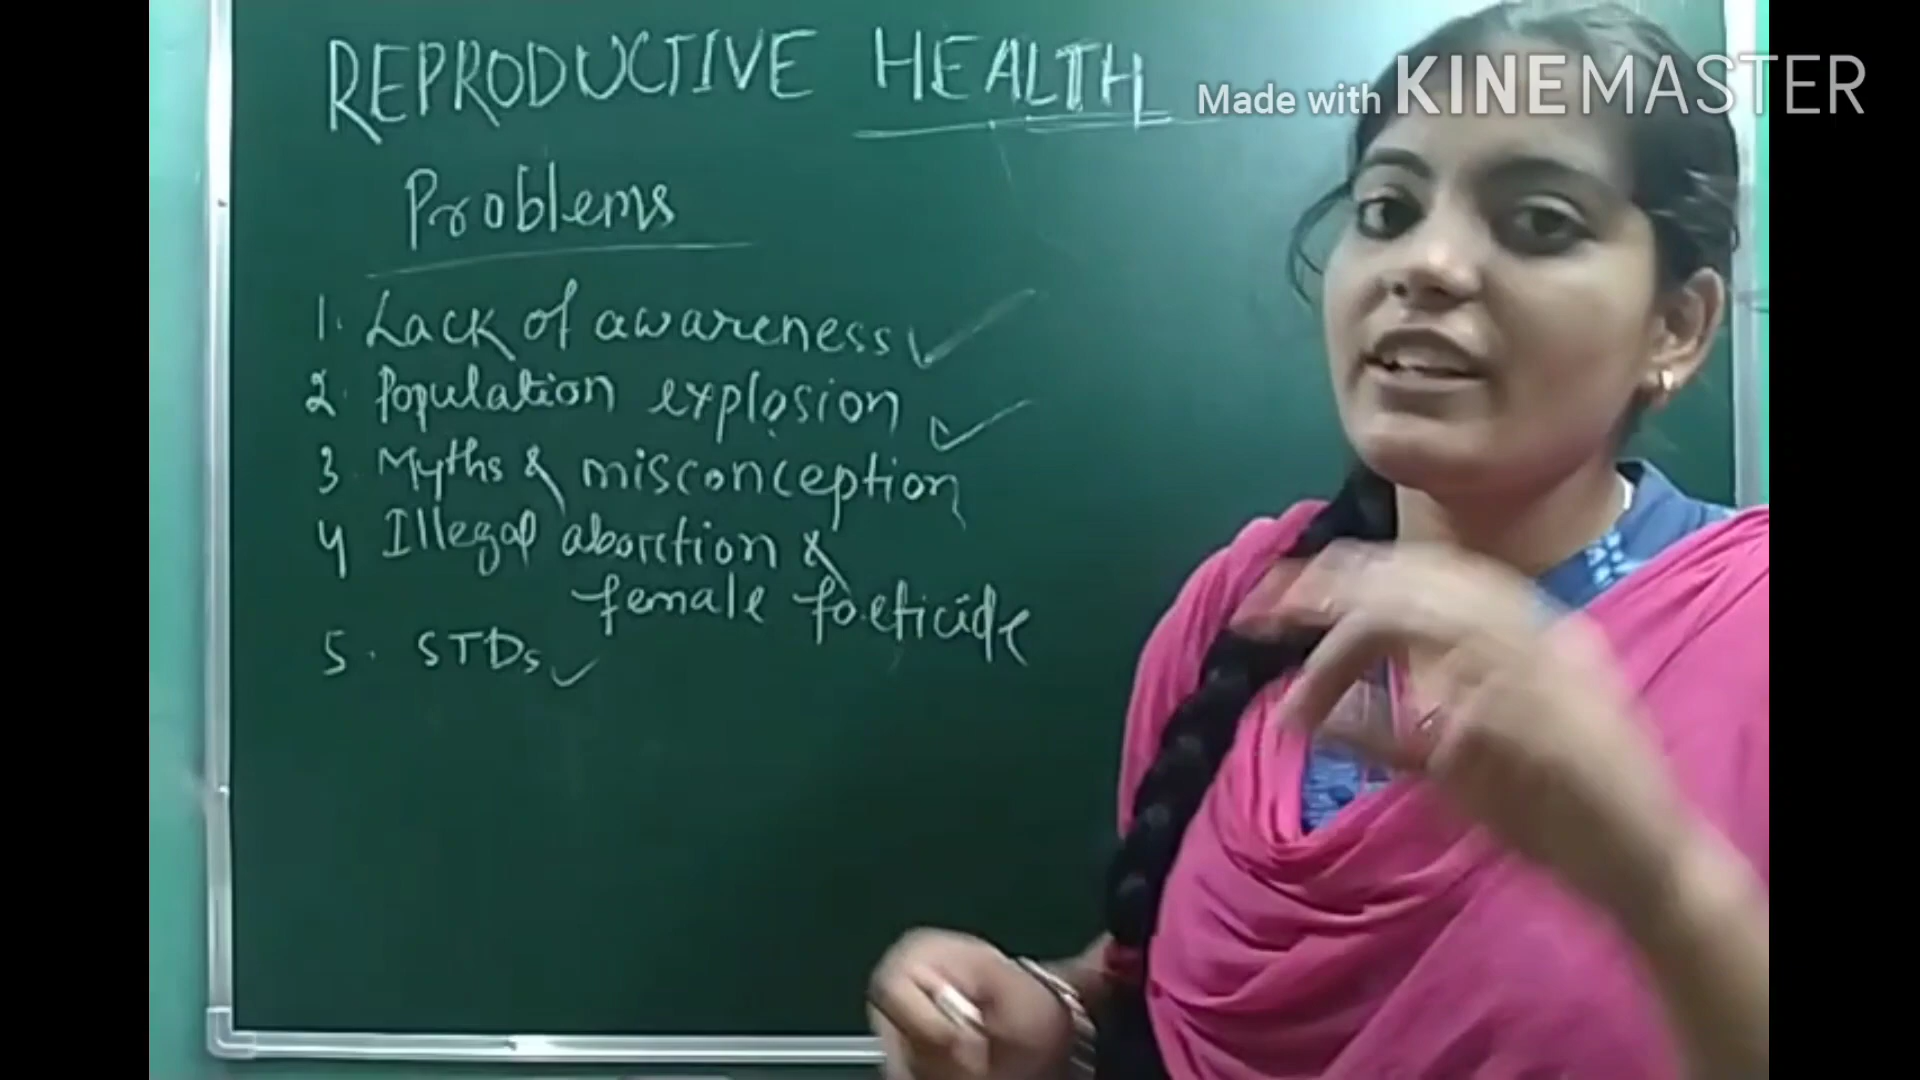 REPRODUCTIVE HEALTH
Made with KINEMASTER
Problems
1. Lack of awareness
2. Population explosion
3 Myths & misconception
4 Illegal abortion &
female foeticide
5. STDs